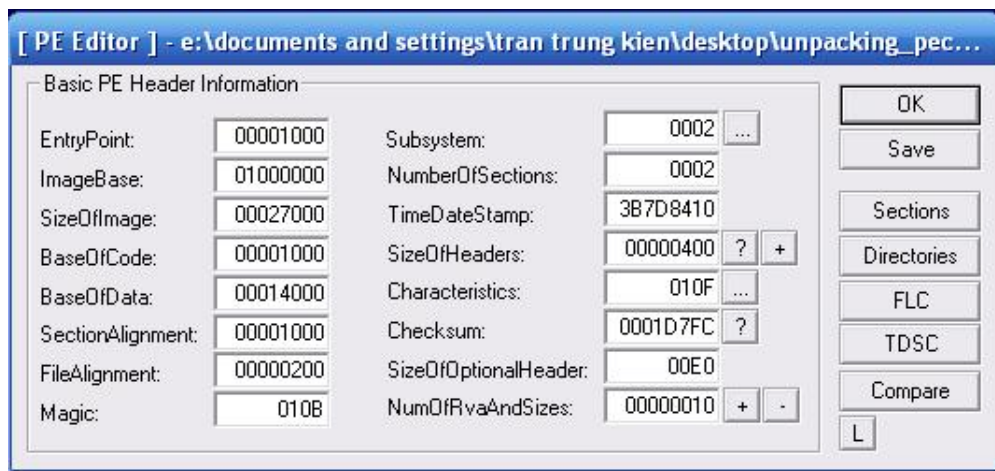 [ PE Editor ] - e:\documents and settings\tran trung kien\desktop\unpacking_pec...
Basic PE Header Information
EntryPoint: 00001000
ImageBase: 01000000
SizeOfImage: 00027000
BaseOfCode: 00001000
BaseOfData: 00014000
SectionAlignment: 00001000
FileAlignment: 00000200
Magic: 010B
Subsystem: 0002 ...
NumberOfSections: 0002
TimeDateStamp: 3B7D8410
SizeOfHeaders: 00000400 ? +
Characteristics: 010F ...
Checksum: 0001D7FC ?
SizeOfOptionalHeader: 00E0
NumOfRvaAndSizes: 00000010 + -
OK
Save
Sections
Directories
FLC
TDSC
Compare
L